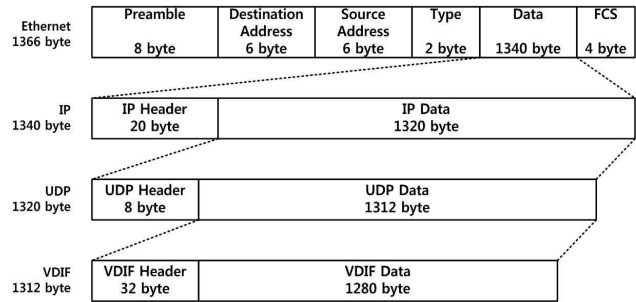 Ethernet
1366 byte
Preamble
8 byte
Destination
Address
6 byte
Source
Address
6 byte
Type
2 byte
Data
1340 byte
FCS
4 byte
IP
1340 byte
IP Header
20 byte
IP Data
1320 byte
UDP
1320 byte
UDP Header
8 byte
UDP Data
1312 byte
VDIF
1312 byte
VDIF Header
32 byte
VDIF Data
1280 byte